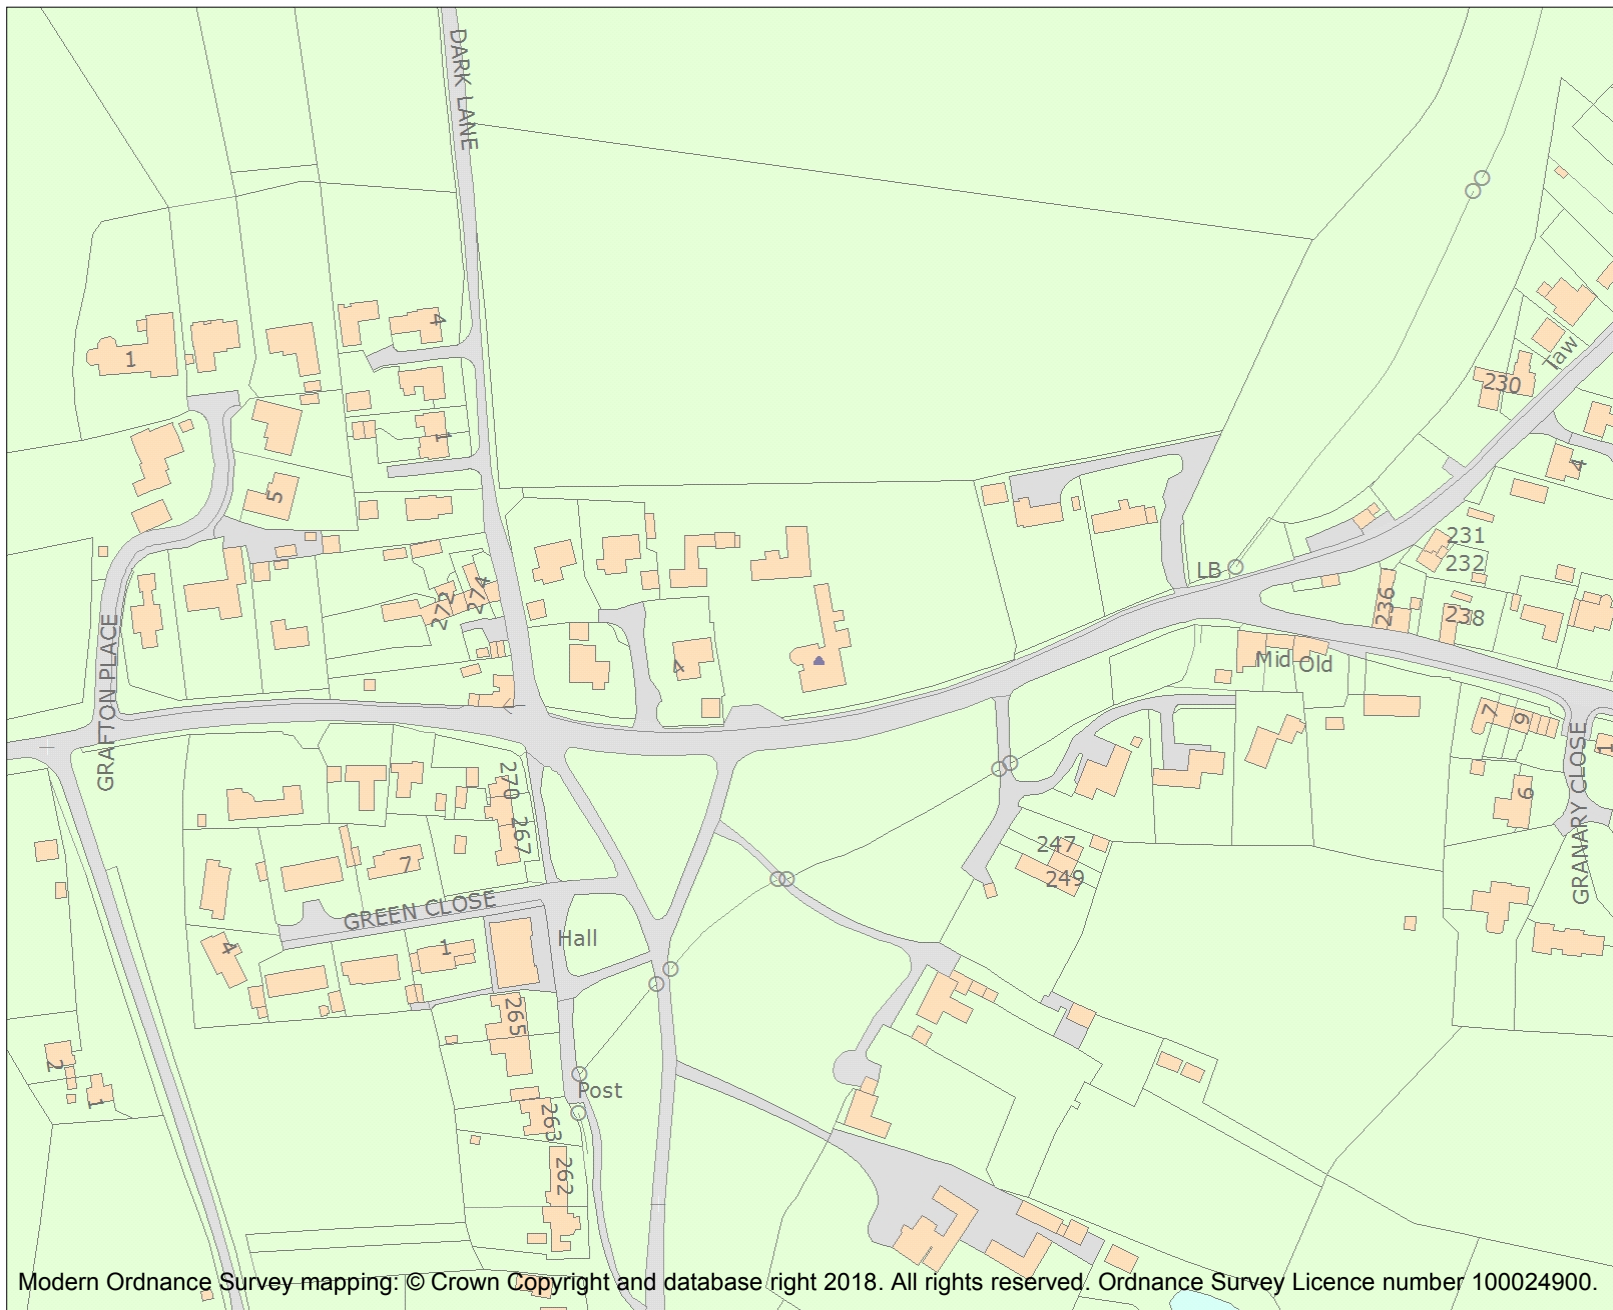 DARK LANE
4
1
1
Taw
230
4
5
231
232
LB
274
272
236
238
GRAFTON PLACE
4
Mid Old
7
9
1
GRANARY CLOSE
270
267
6
247
249
7
GREEN CLOSE
Hall
4
1
265
2
1
Post
263
262
Modern Ordnance Survey mapping: © Crown Copyright and database right 2018. All rights reserved. Ordnance Survey Licence number 100024900.